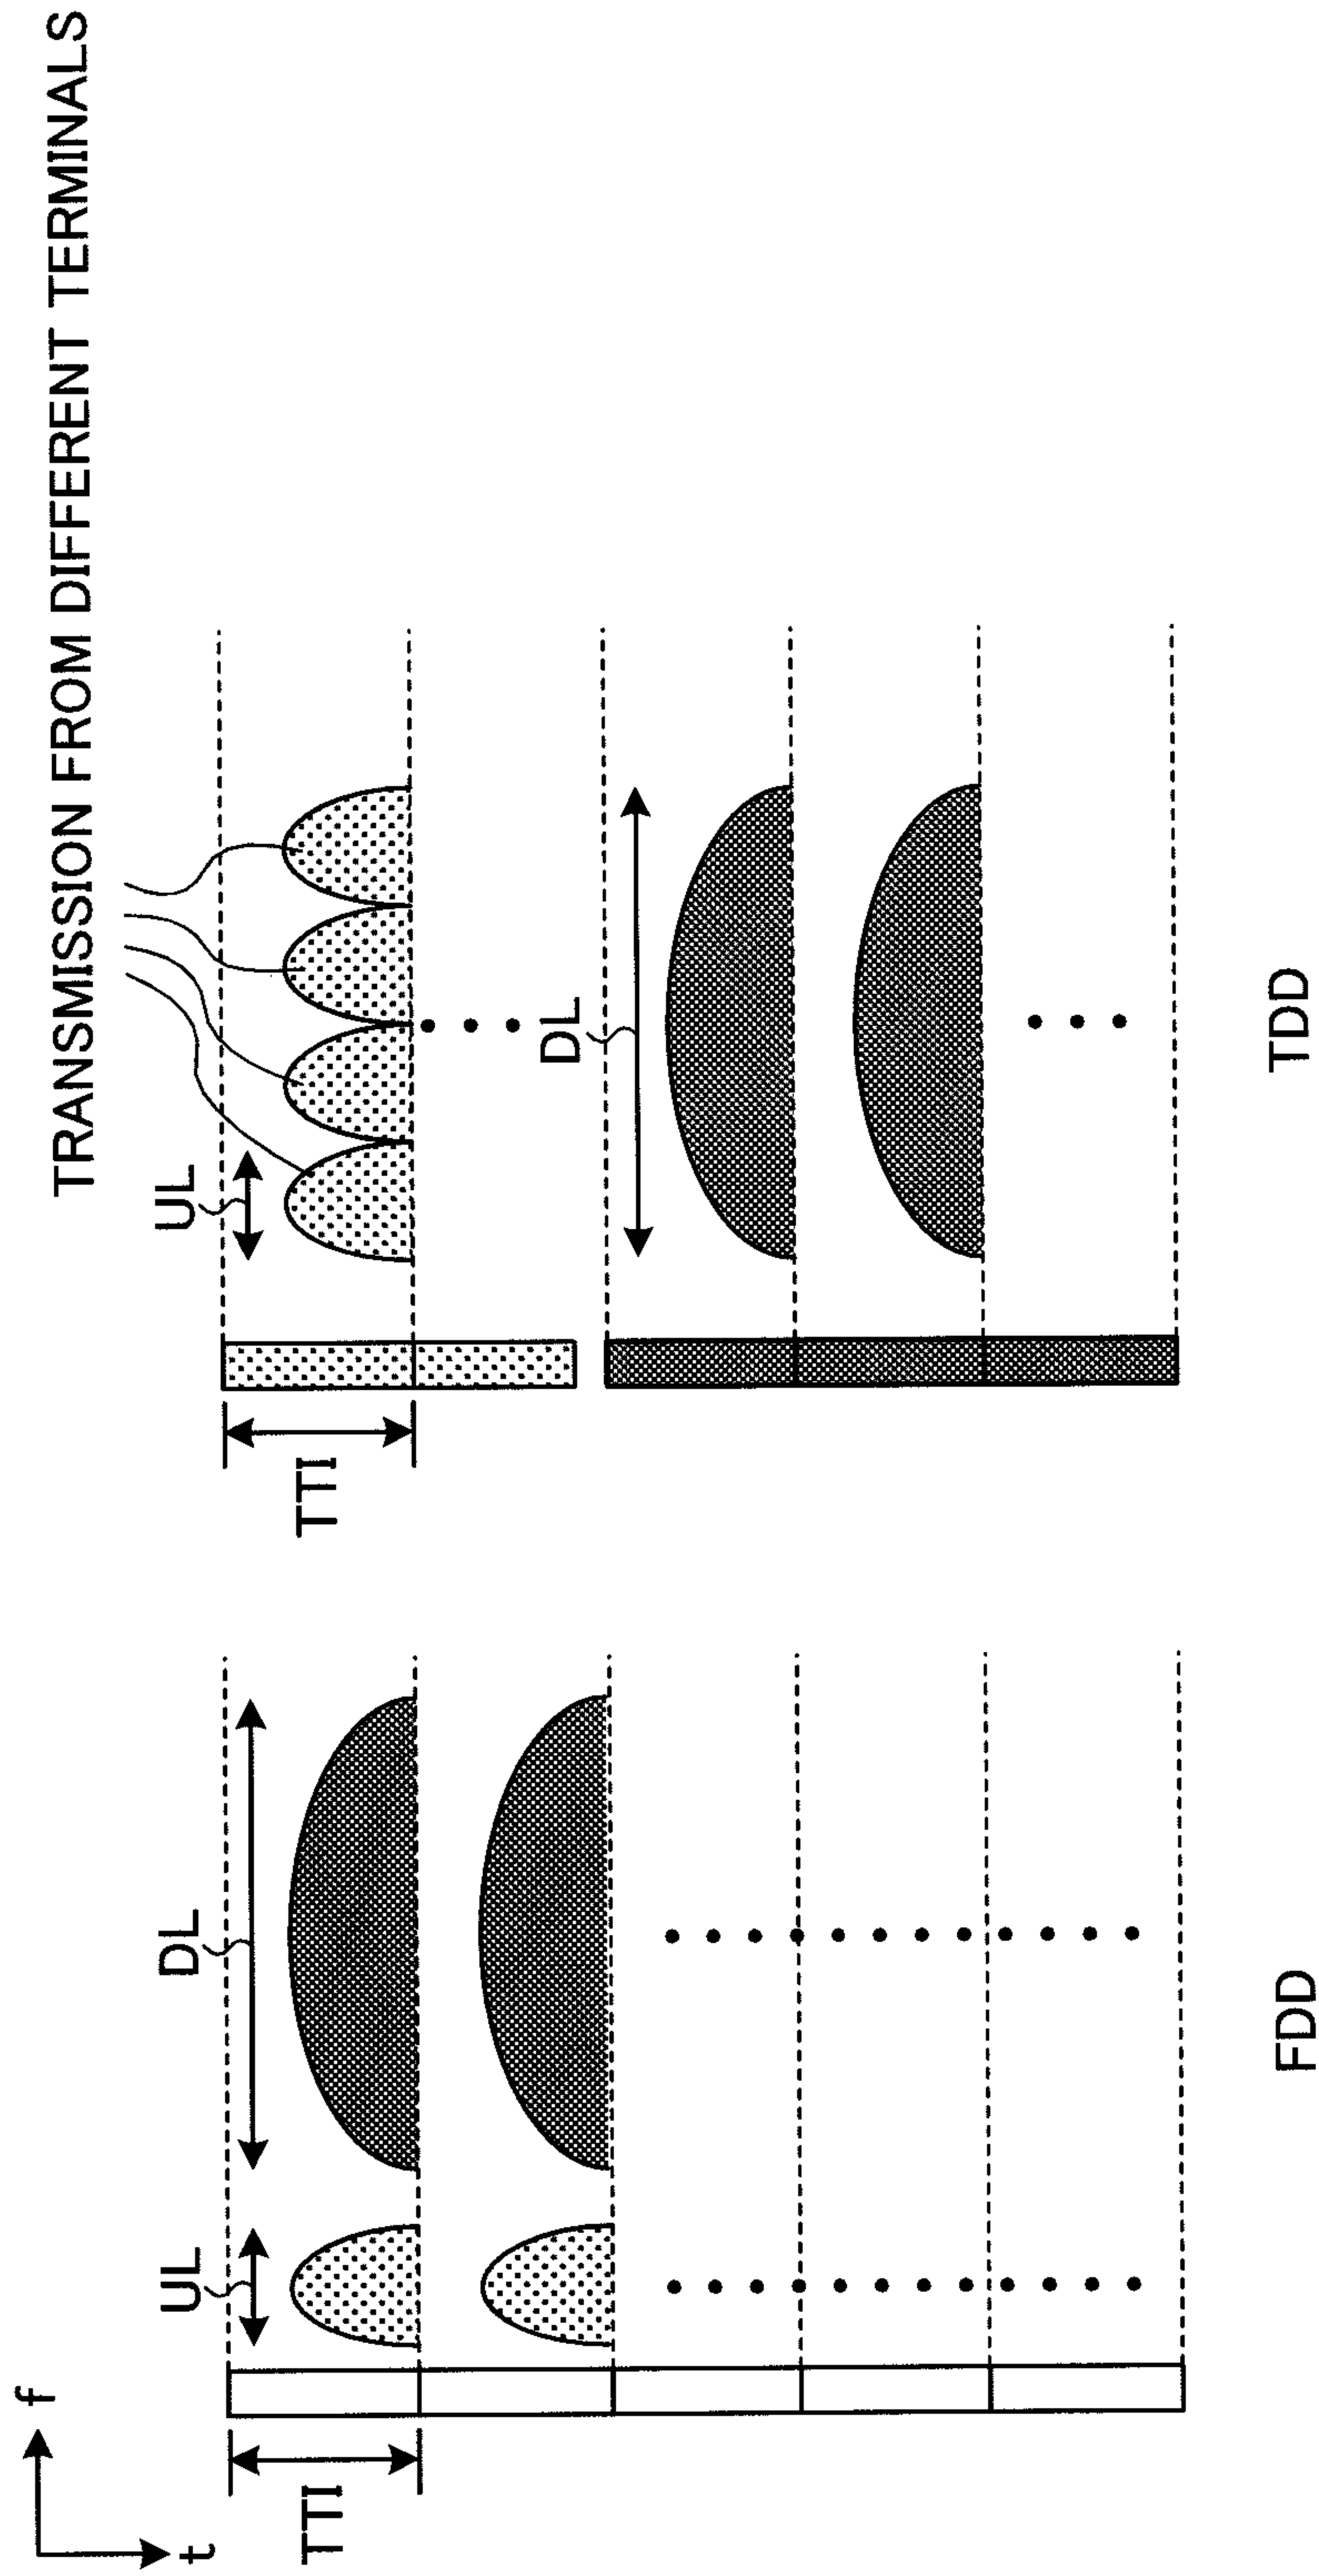 TRANSMISSION FROM DIFFERENT TERMINALS
f
t
UL
DL
TTI
FDD
UL
TTI
DL
TDD